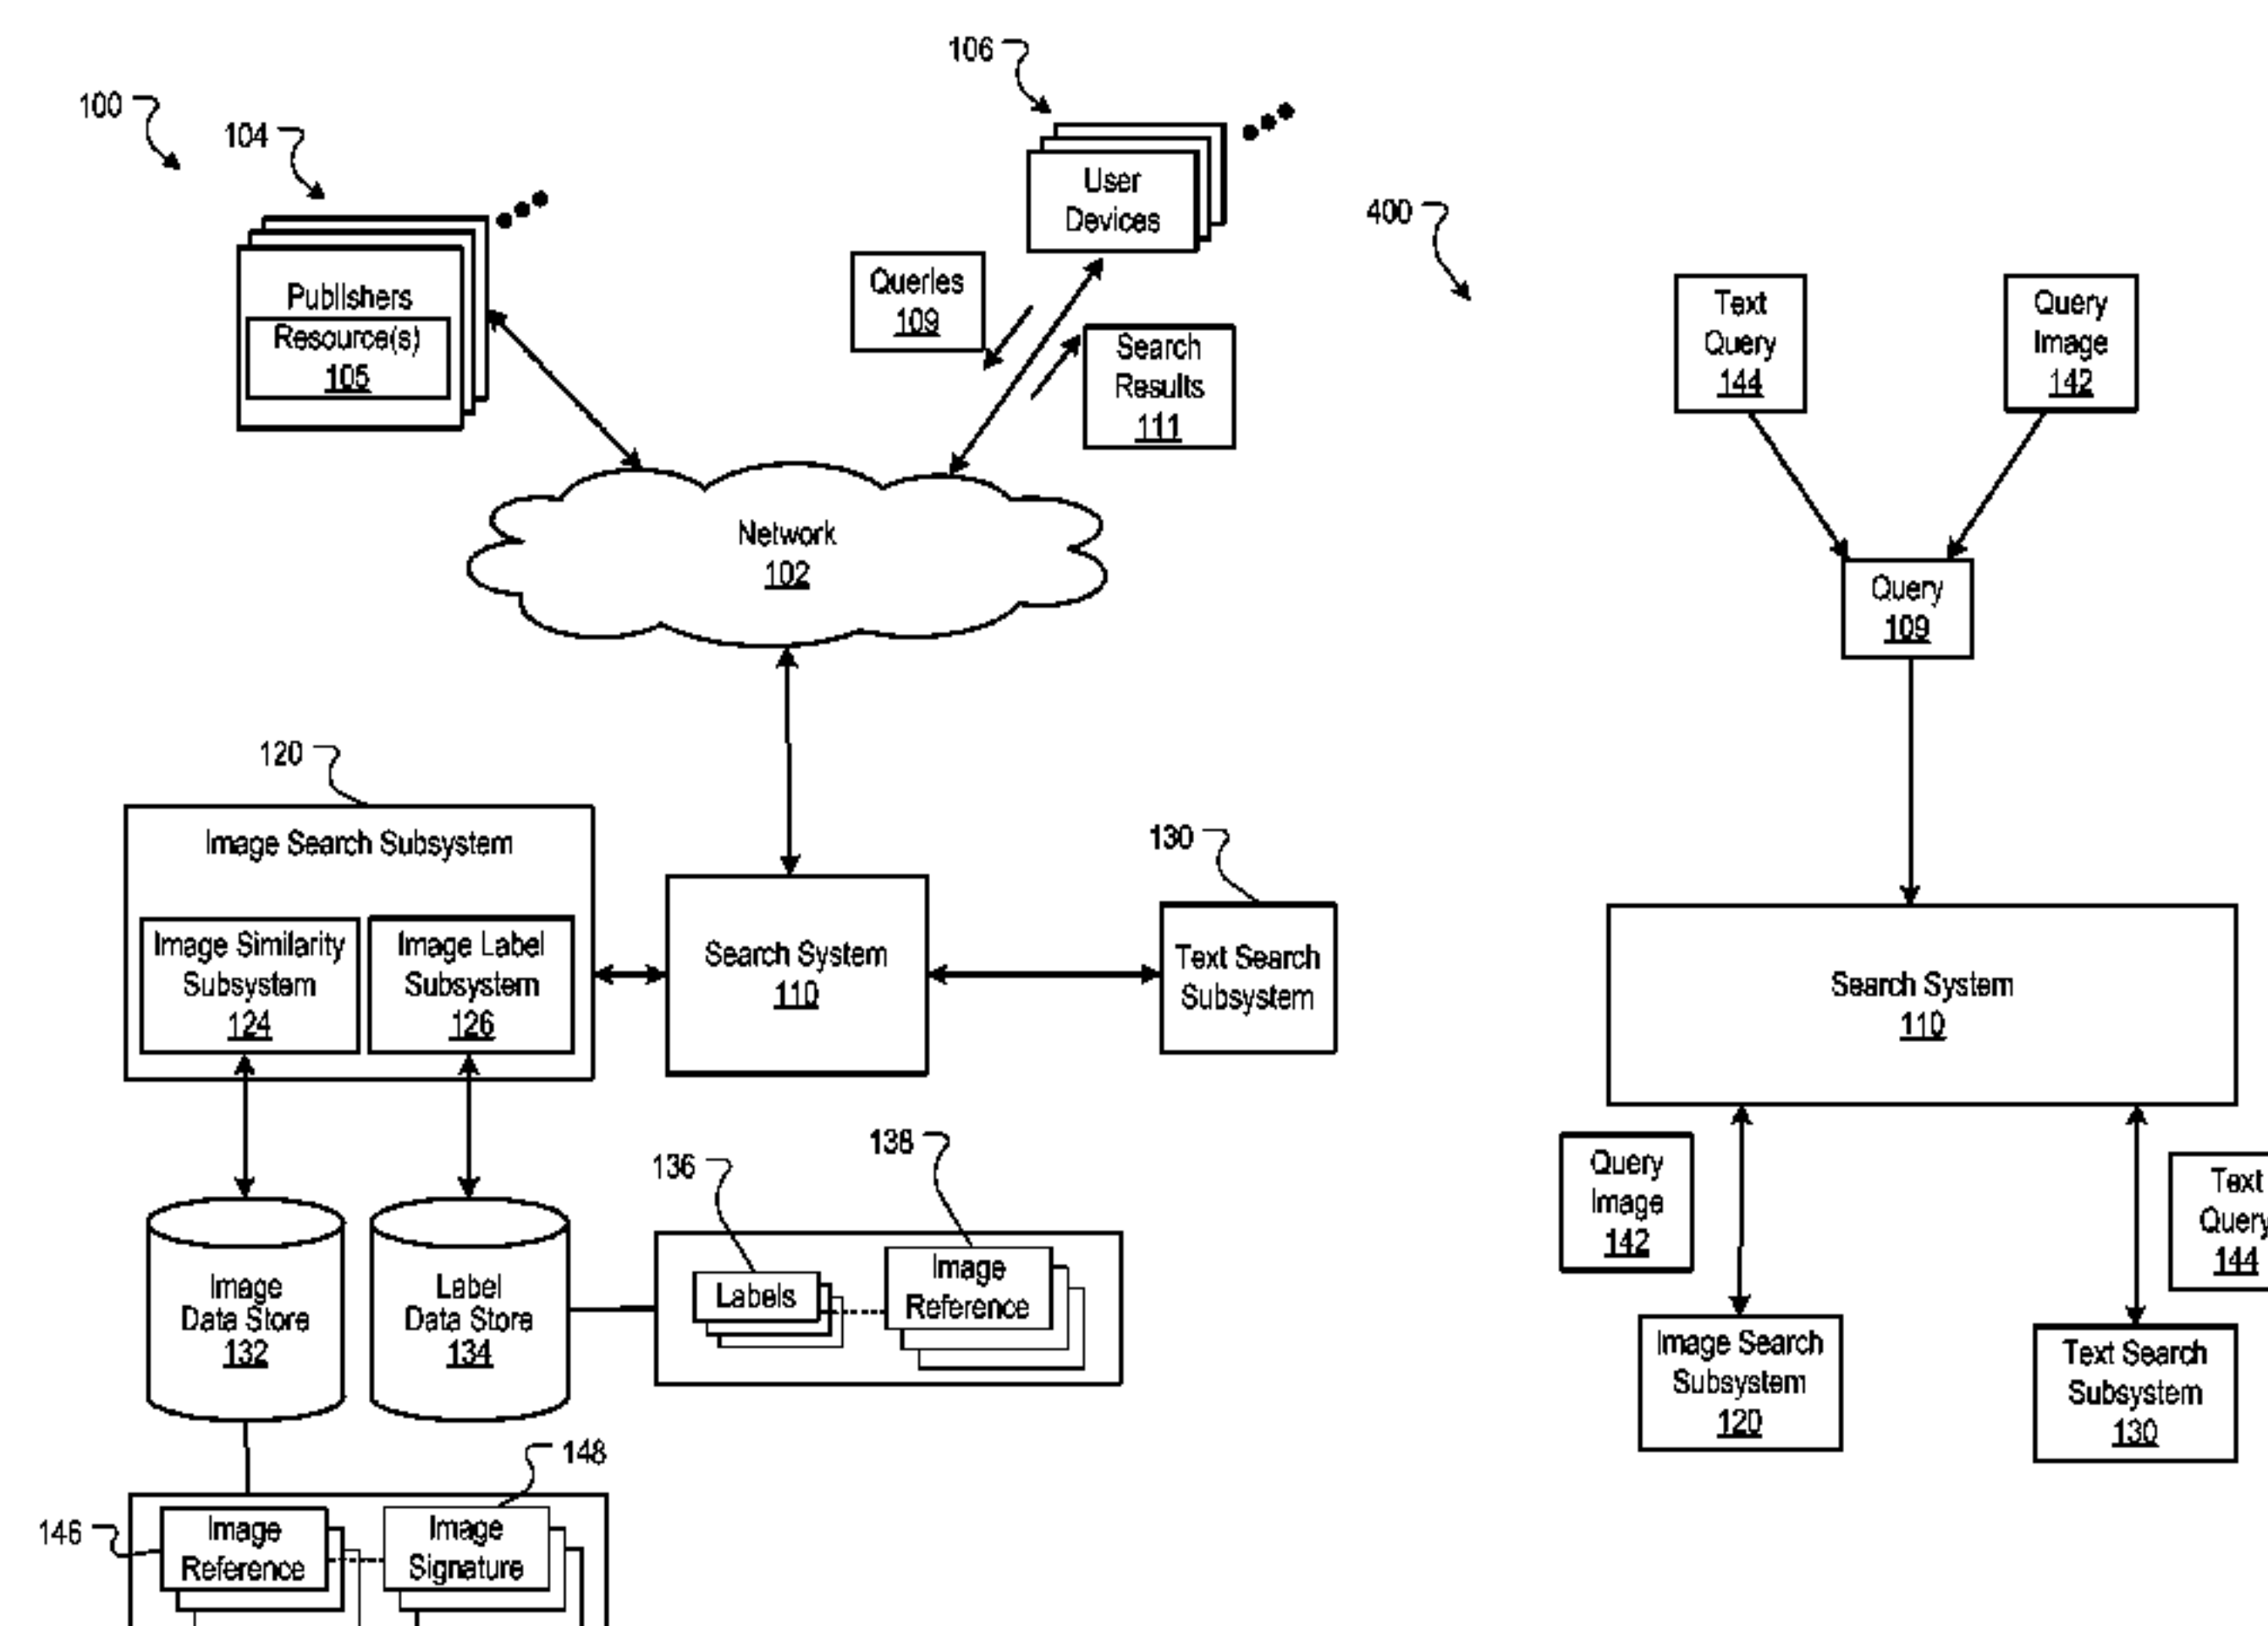 100
104
106
Publishers
Resource(s)
105
User
Devices
Queries
109
Search
Results
111
Network
102
120
Image Search Subsystem
Image Similarity
Subsystem
124
Image Label
Subsystem
126
Search System
110
130
Text Search
Subsystem
Image
Data Store
132
Label
Data Store
134
136
Labels
138
Image
Reference
146
Image
Reference
148
Image
Signature
400
Text
Query
144
Query
Image
142
Query
109
Search System
110
Query
Image
142
Text
Query
144
Image Search
Subsystem
120
Text Search
Subsystem
130